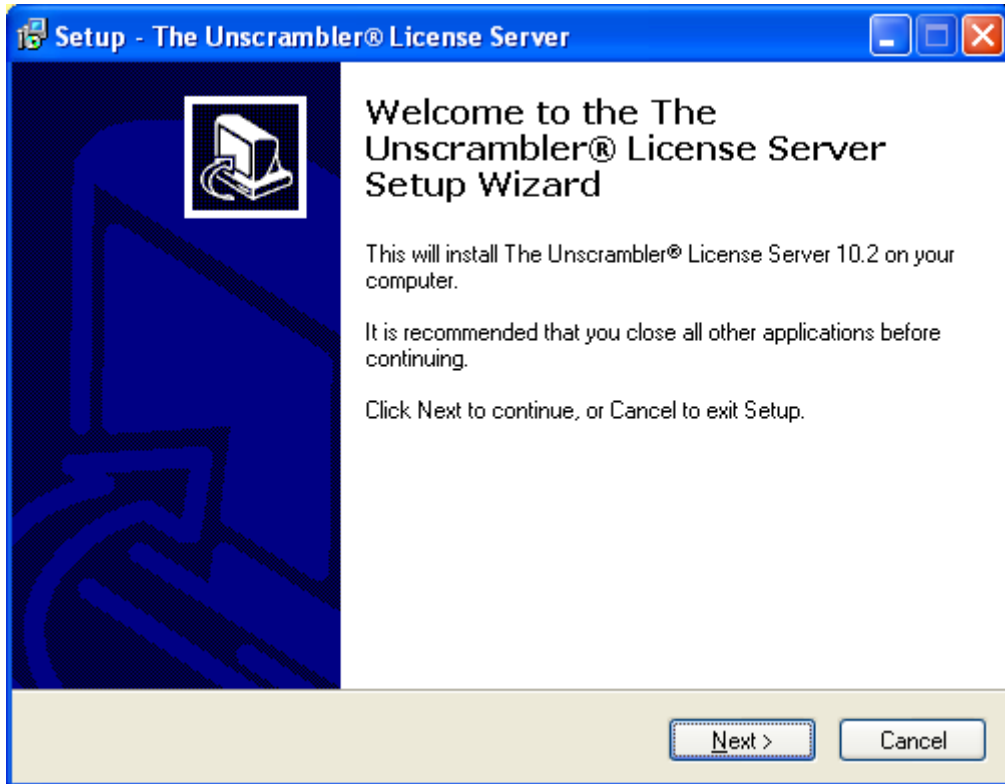 Setup - The Unscrambler® License Server
Welcome to the The
Unscrambler® License Server
Setup Wizard
This will install The Unscrambler® License Server 10.2 on your
computer.
It is recommended that you close all other applications before
continuing.
Click Next to continue, or Cancel to exit Setup.
Next >
Cancel